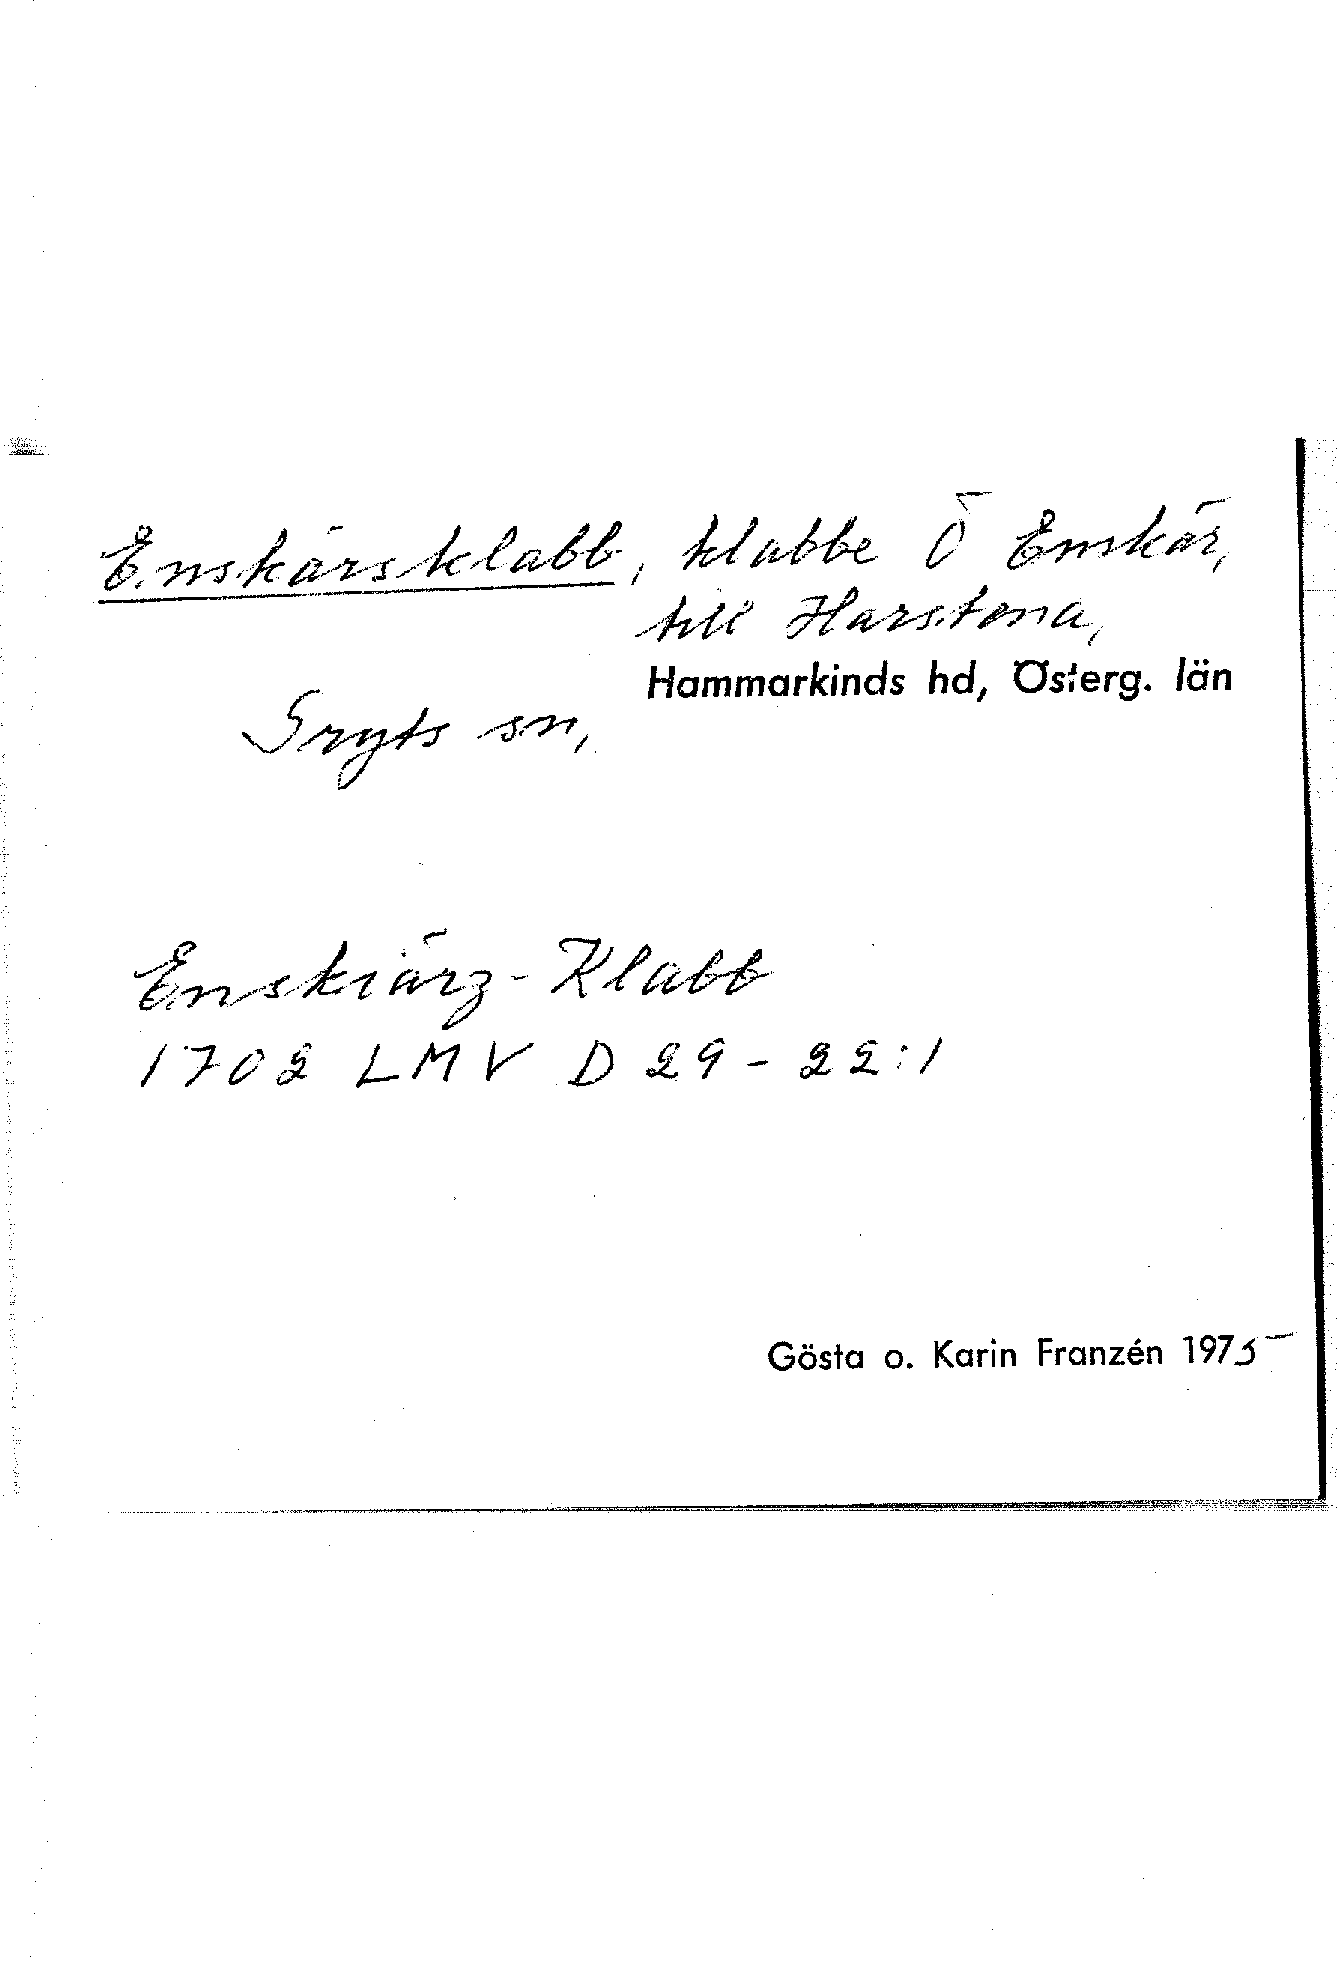 Enskärsklabb, klabbe Ö Enskär,
till Harstena,
Hammarkinds hd, Österg. län
Gryts sn,
Enskiärz-Klabb
1702 LMV D 29-22:1
Gösta o. Karin Franzén 1975